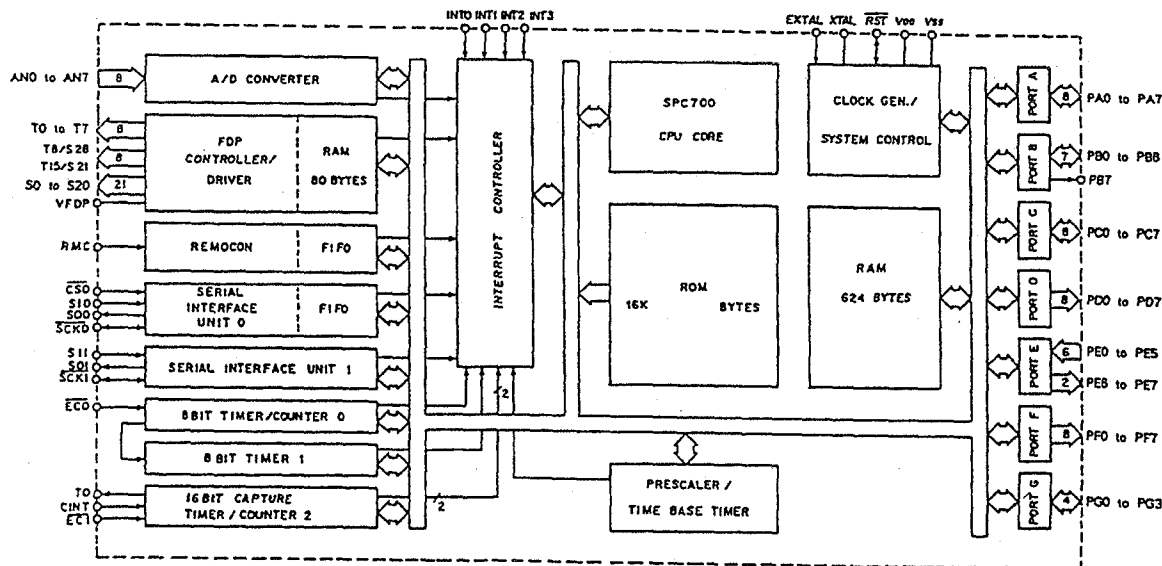 INT0 INT1 INT2 INT3
EXTAL XTAL RST VDD VSS
AN0 to AN7
8
A/D CONVERTER
T0 to T7
8
T8/S28
8
T15/S21
S0 to S20
21
VFDP
FDP
CONTROLLER/
DRIVER
RAM
80 BYTES
RMC
REMOCON
FIFO
CS0
SI0
SO0
SCK0
SERIAL
INTERFACE
UNIT 0
FIFO
SI1
SO1
SCK1
SERIAL INTERFACE UNIT 1
EC0
8BIT TIMER/COUNTER 0
8BIT TIMER 1
TO
CINT
EC1
16BIT CAPTURE
TIMER/COUNTER 2
2
2
INTERRUPT CONTROLLER
SPC700
CPU CORE
CLOCK GEN./
SYSTEM CONTROL
ROM
16K BYTES
RAM
624 BYTES
PRESCALER/
TIME BASE TIMER
PORT A
8
PA0 to PA7
PORT B
7
PB0 to PB6
PB7
PORT C
8
PC0 to PC7
PORT D
8
PD0 to PD7
PORT E
6
PE0 to PE5
2
PE6 to PE7
PORT F
8
PF0 to PF7
PORT G
4
PG0 to PG3